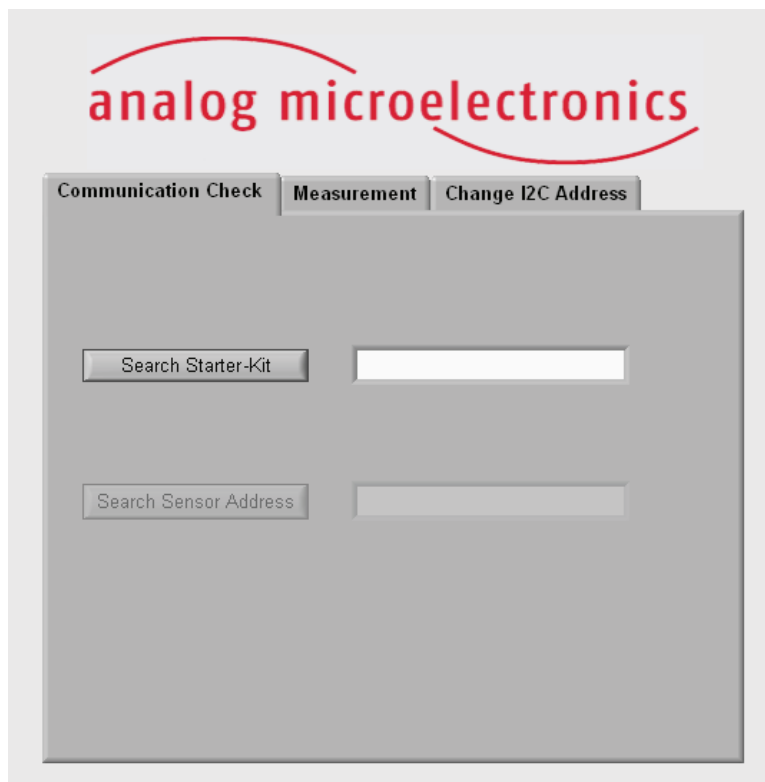 analog microelectronics
Communication Check
Measurement
Change I2C Address
Search Starter-Kit
Search Sensor Address